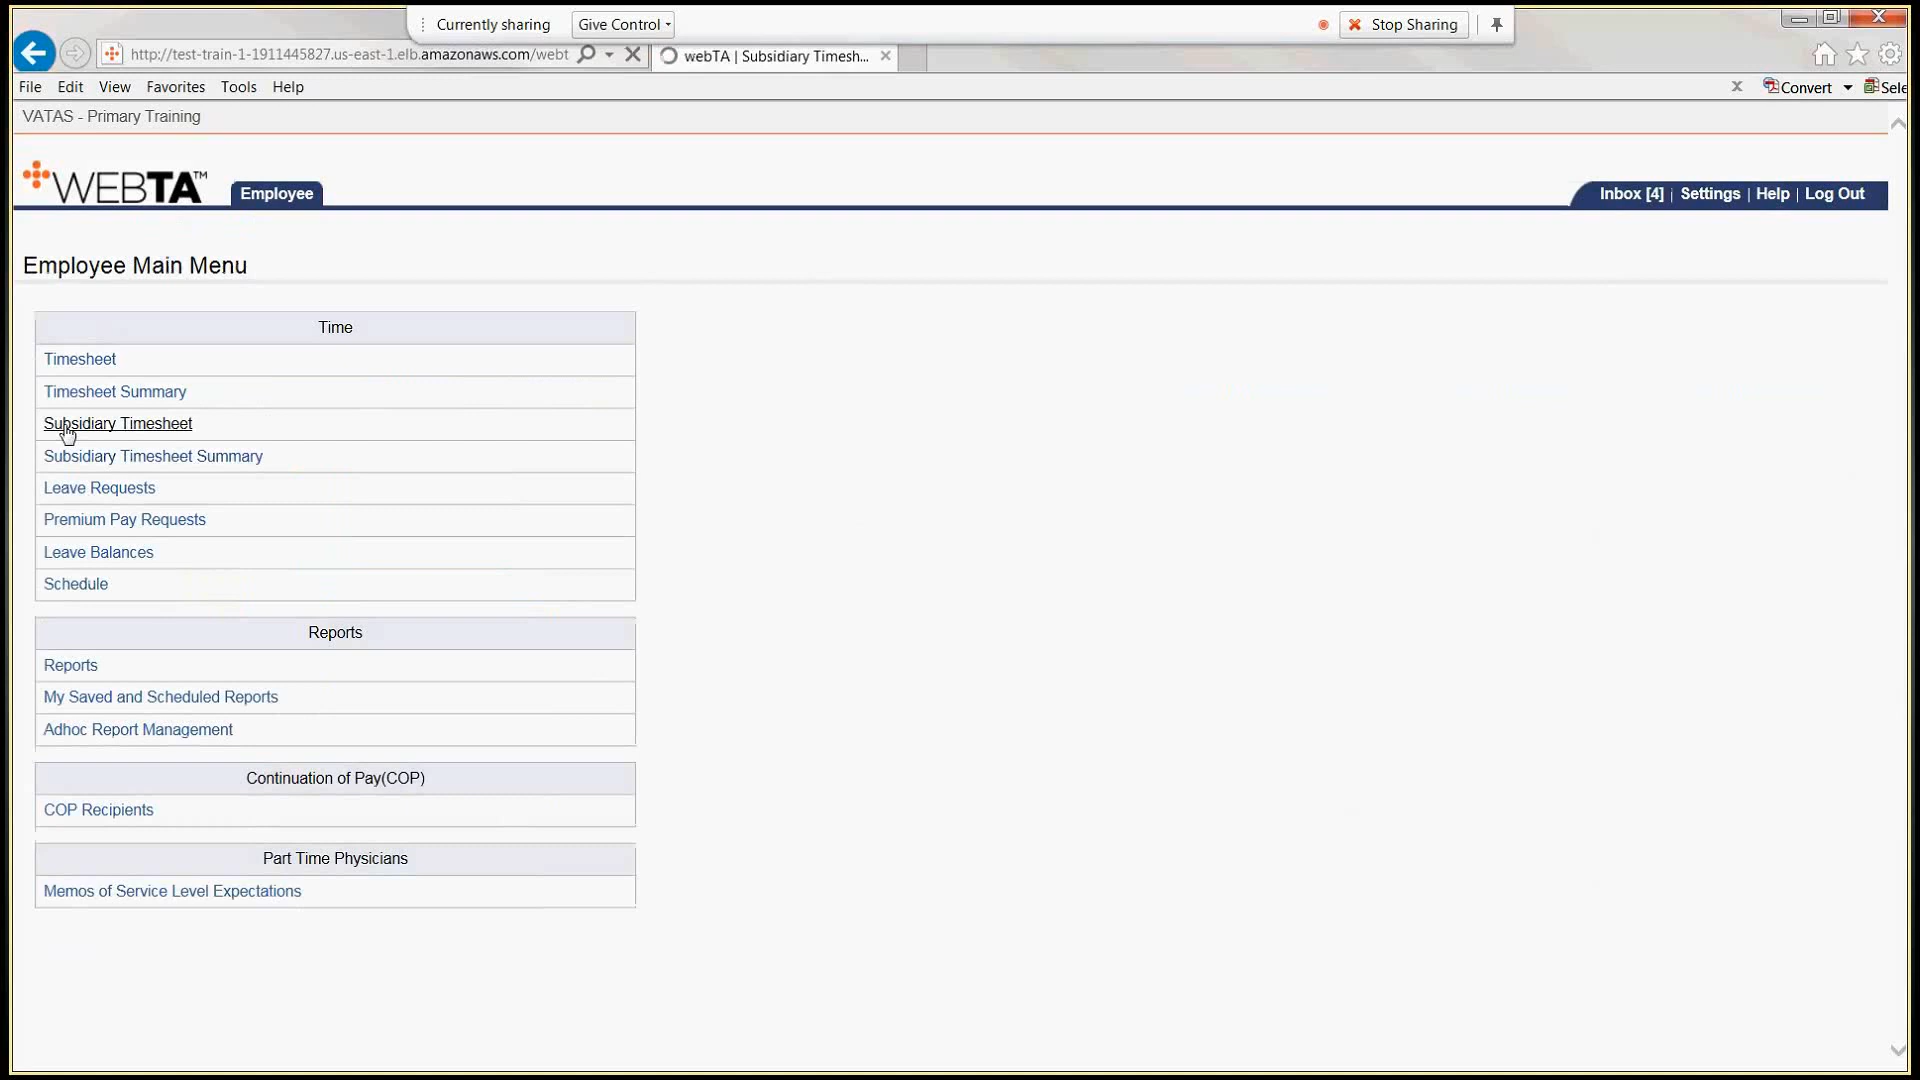 Currently sharing Give Control Stop Sharing
http://test-train-1-1911445827.us-east-1.elb.amazonaws.com/webt webTA | Subsidiary Timesh...
File Edit View Favorites Tools Help x Convert Sele
VATAS - Primary Training
WEBTA™ Employee Inbox [4] | Settings | Help | Log Out
Employee Main Menu
Time
Timesheet
Timesheet Summary
Subsidiary Timesheet
Subsidiary Timesheet Summary
Leave Requests
Premium Pay Requests
Leave Balances
Schedule
Reports
Reports
My Saved and Scheduled Reports
Adhoc Report Management
Continuation of Pay(COP)
COP Recipients
Part Time Physicians
Memos of Service Level Expectations